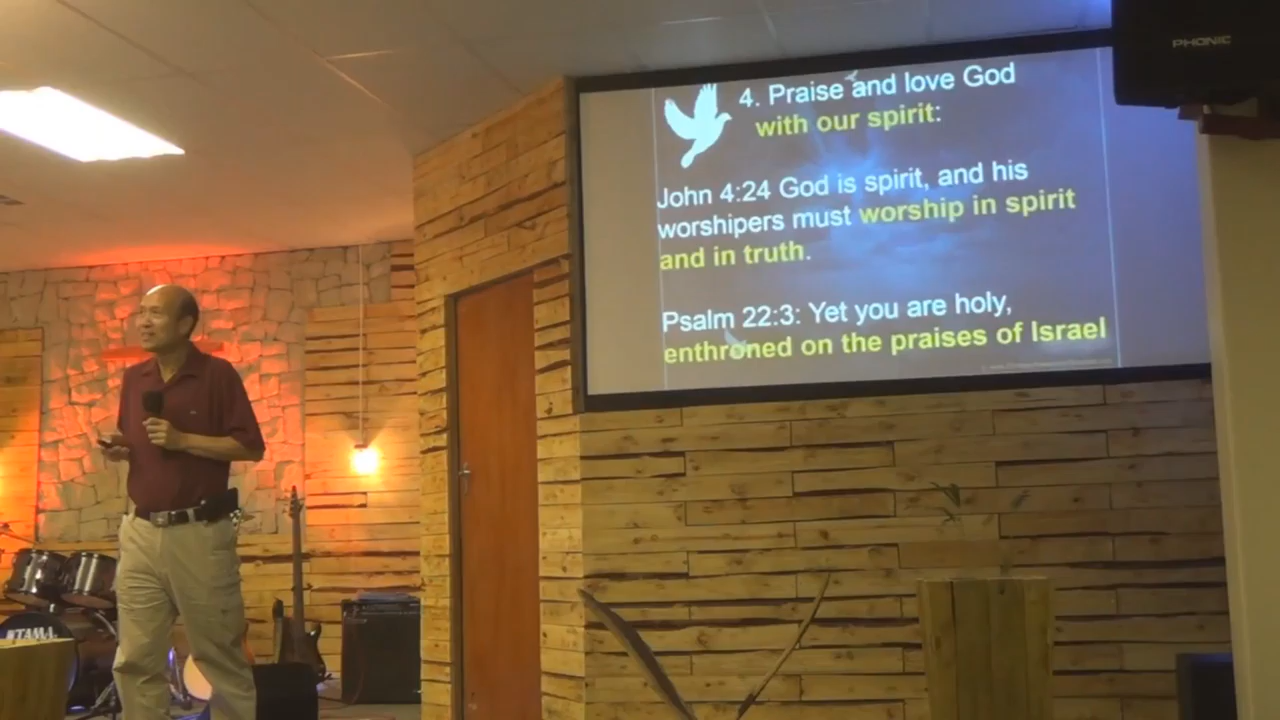 PHONIC
4. Praise and love God
with our spirit:
John 4:24 God is spirit, and his
worshipers must worship in spirit
and in truth.
Psalm 22:3: Yet you are holy,
enthroned on the praises of Israel
TAMA